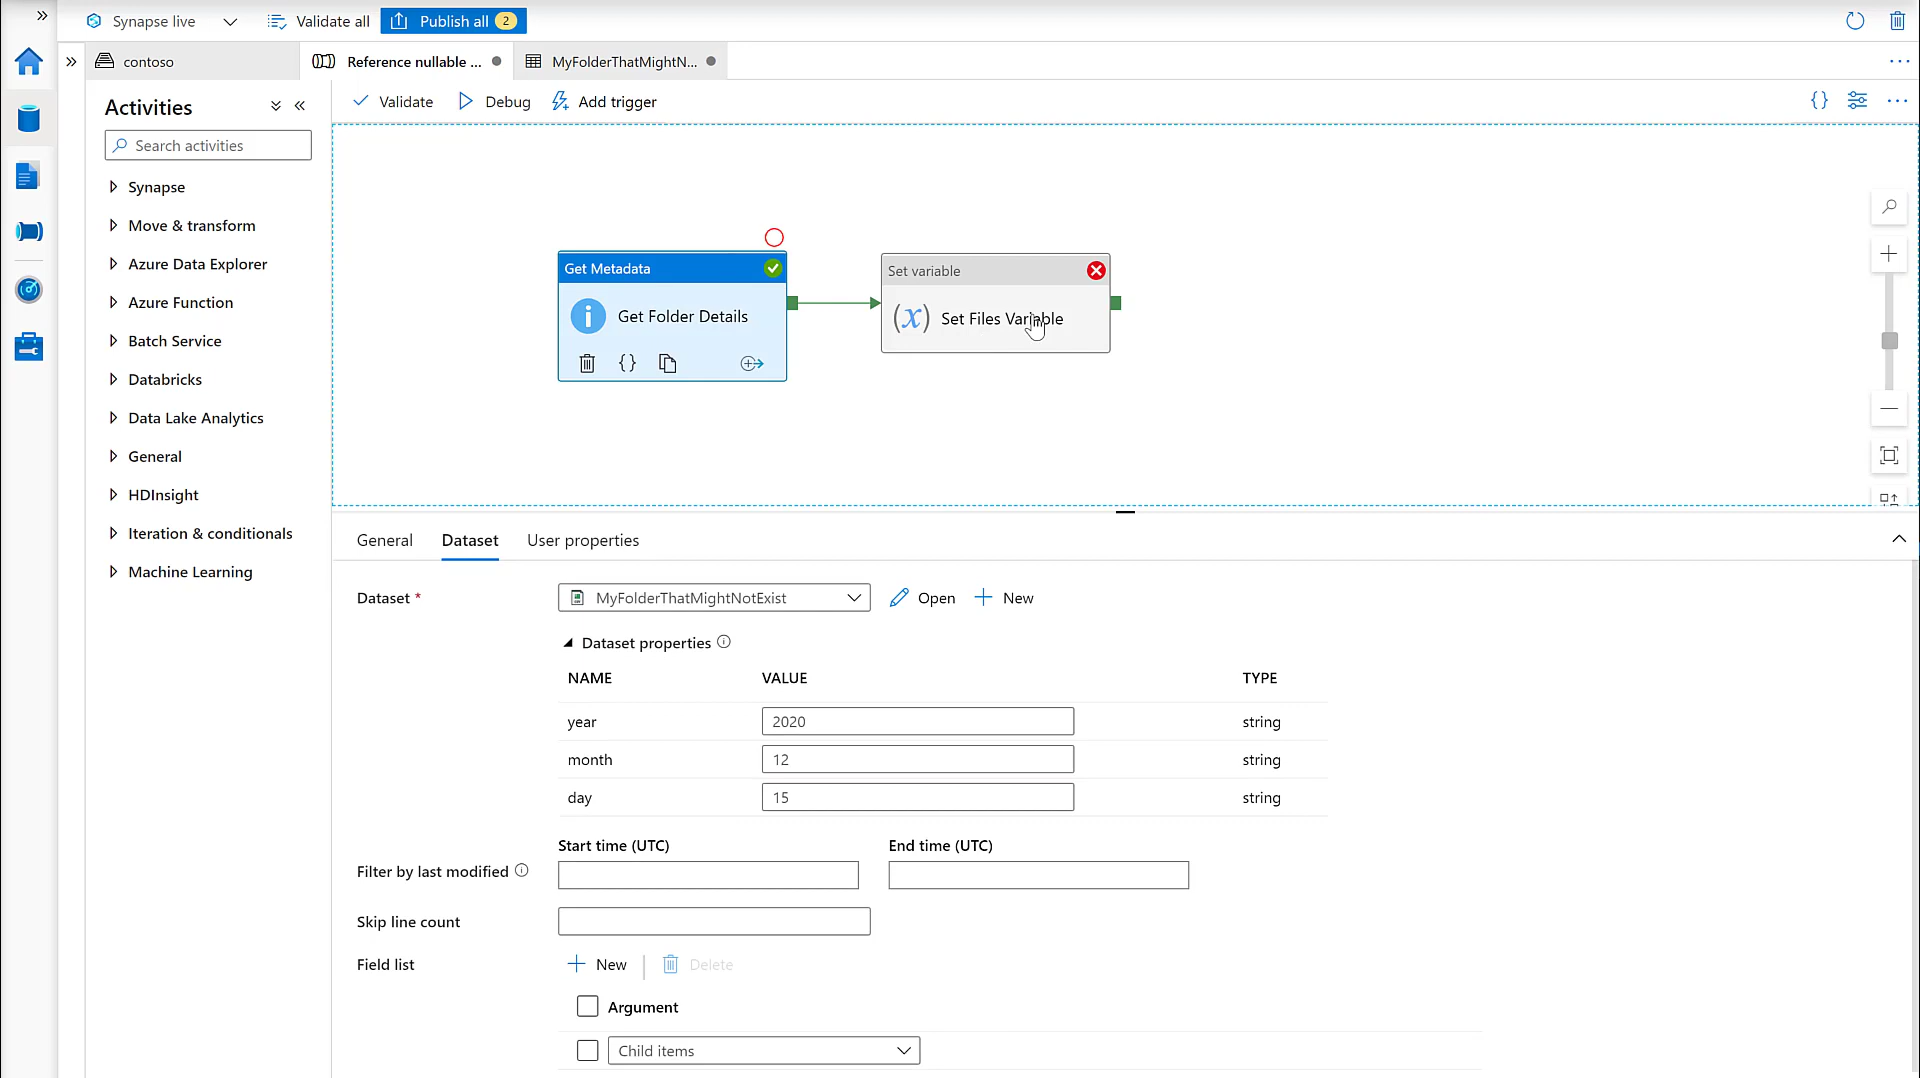 Synapse live Validate all Publish all 2
contoso Reference nullable ... MyFolderThatMightN...
Activities
Validate Debug Add trigger
Search activities
Synapse
Move & transform
Azure Data Explorer
Azure Function
Batch Service
Databricks
Data Lake Analytics
General
HDInsight
Iteration & conditionals
Machine Learning
Get Metadata
Get Folder Details
Set variable
(x) Set Files Variable
General Dataset User properties
Dataset * MyFolderThatMightNotExist Open New
Dataset properties
NAME VALUE TYPE
year 2020 string
month 12 string
day 15 string
Start time (UTC) End time (UTC)
Filter by last modified
Skip line count
Field list New Delete
Argument
Child items